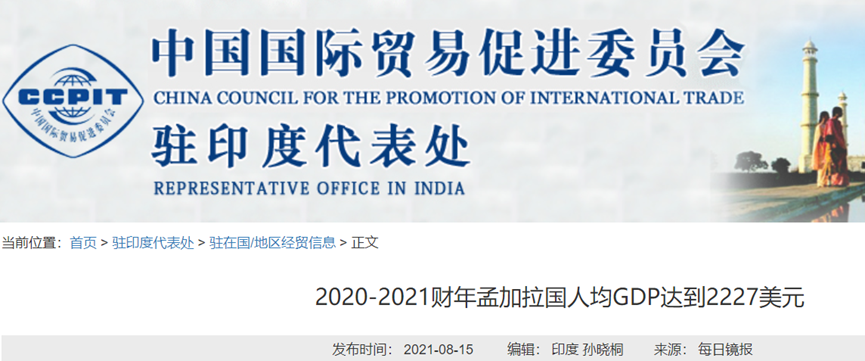 中国国际贸易促进委员会
CCPIT
中国国际贸易促进委员会
CHINA COUNCIL FOR THE PROMOTION OF INTERNATIONAL TRADE
驻印度代表处
REPRESENTATIVE OFFICE IN INDIA
当前位置：首页 > 驻印度代表处 > 驻在国/地区经贸信息 > 正文
2020-2021财年孟加拉国人均GDP达到2227美元
发布时间： 2021-08-15 编辑： 印度 孙晓桐 来源： 每日镜报